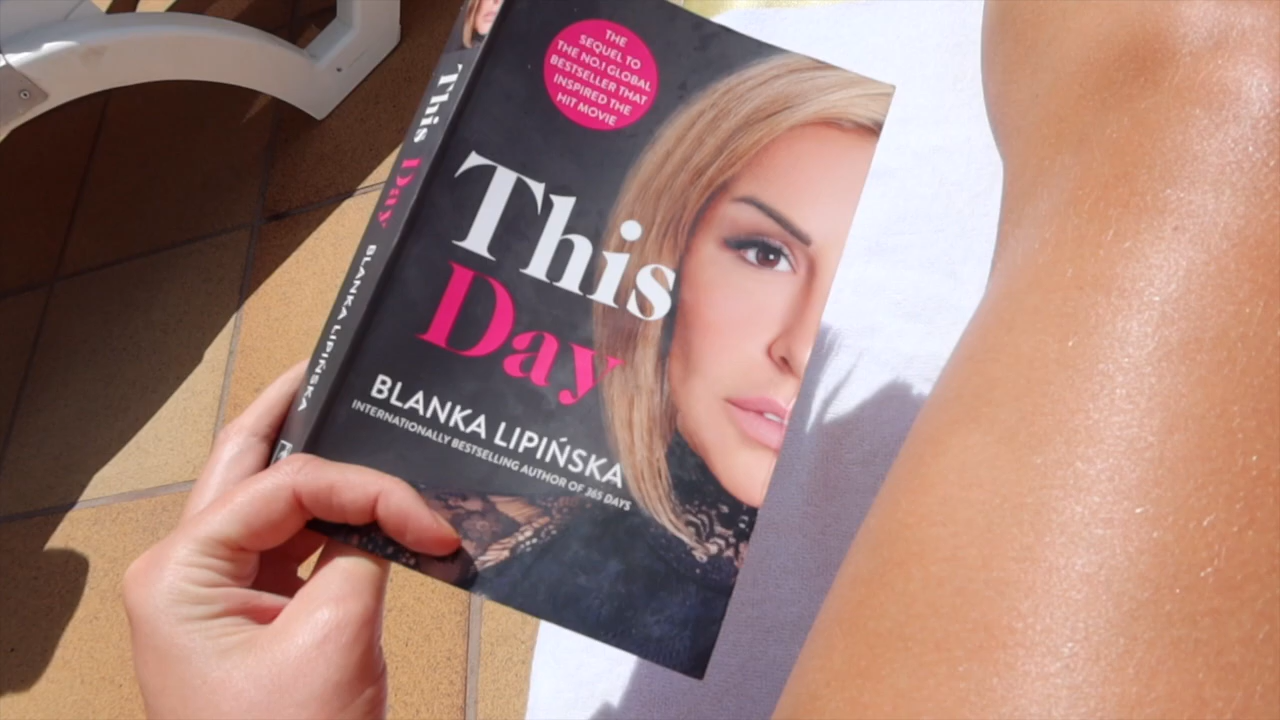 THE
SEQUEL TO
THE NO.1 GLOBAL
BESTSELLER THAT
INSPIRED THE
HIT MOVIE
This
Day
BLANKA LIPIŃSKA
INTERNATIONALLY BESTSELLING AUTHOR OF 365 DAYS
This Day BLANKA LIPIŃSKA